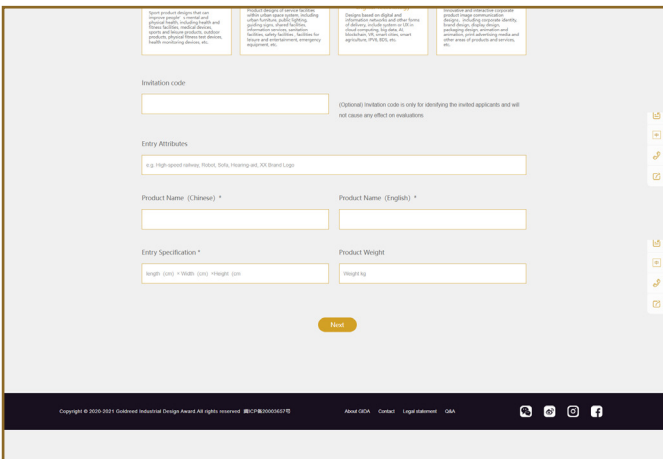 Sport product designs that can
improve people' s mental and
physical health, including health and
fitness facilities, medical devices,
sports and leisure products, outdoor
products, physical fitness test devices,
health monitoring devices, etc.
Product designs of service facilities
within urban space system, including
urban furniture, public lighting,
guiding signs, shared facilities,
information services, sanitation
facilities, safety facilities , facilities for
leisure and entertainment, emergency
equipment, etc.
Designs based on digital and
information networks and other forms
of delivery, include system or UX in
cloud computing, big data, AI,
blockchain, VR, smart cities, smart
agriculture, IPV6, BDS, etc.
Innovative and interactive corporate
product image communication
designs, including corporate identity,
brand design, display design,
packaging design, animation and
animation, print advertising media and
other areas of products and services,
etc.
Invitation code
(Optional) Invitation code is only for identifying the invited applicants and will
not cause any effect on evaluations
Entry Attributes
e.g. High-speed railway, Robot, Sofa, Hearing-aid, XX Brand Logo
Product Name (Chinese) *
Product Name (English) *
Entry Specification *
Product Weight
length (cm) × Width (cm) ×Height (cm
Weight kg
Next
Copyright © 2020-2021 Goldreed Industrial Design Award.All rights reserved 冀ICP备20003657号
About GIDA Contact Legal statement Q&A